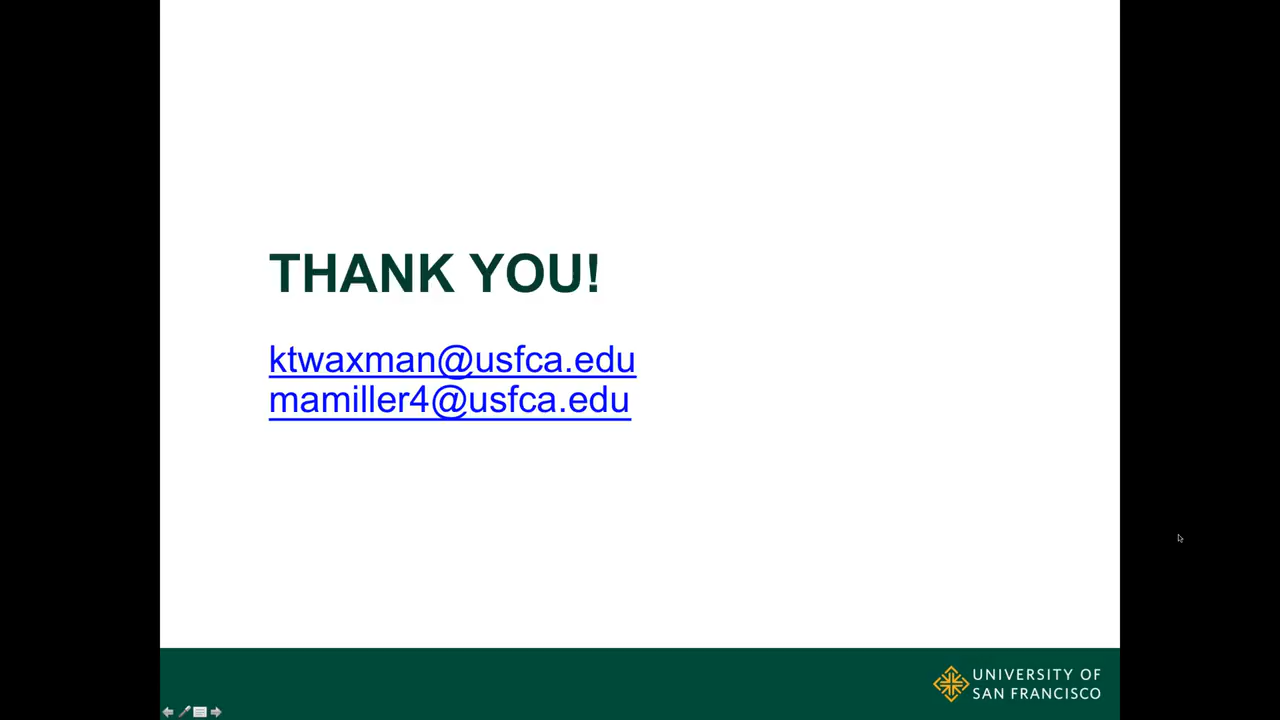 THANK YOU!
ktwaxman@usfca.edu
mamiller4@usfca.edu
UNIVERSITY OF
SAN FRANCISCO